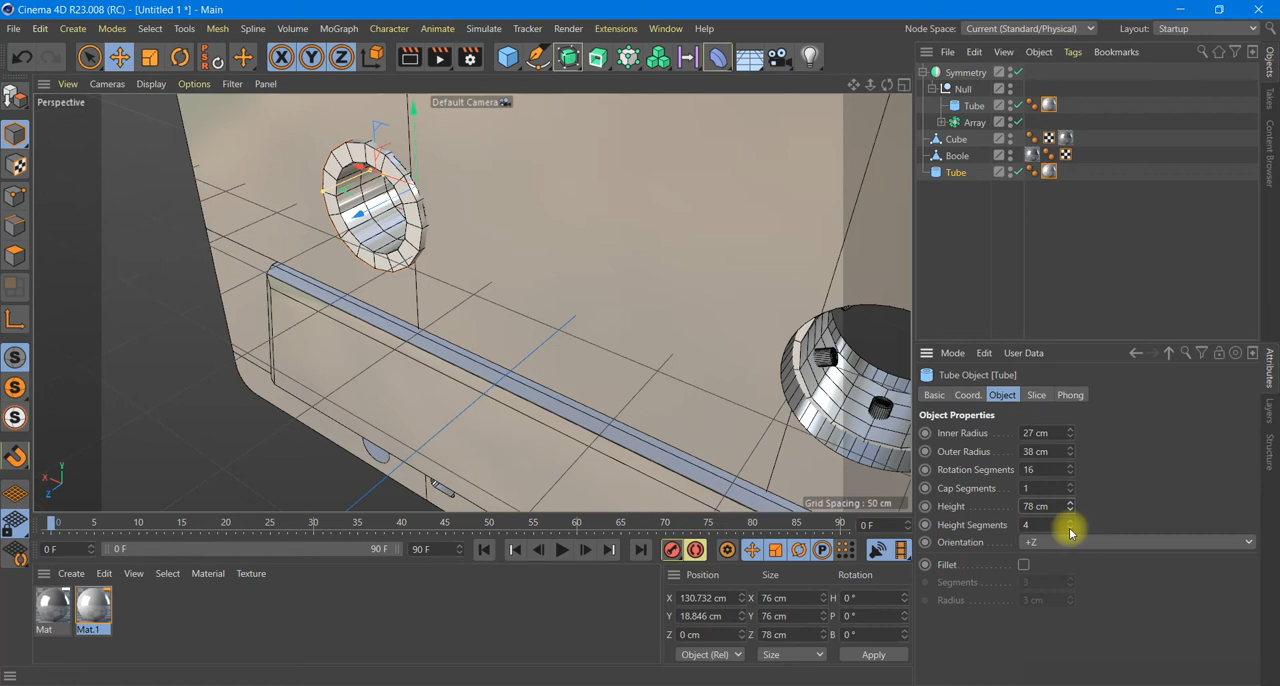 Cinema 4D R23.008 (RC) - [Untitled 1 *] - Main
File Edit Create Modes Select Tools Mesh Spline Volume MoGraph Character Animate Simulate Tracker Render Extensions Window Help Node Space: Current (Standard/Physical) Layout: Startup
View Cameras Display Options Filter Panel
Perspective
Default Camera
File Edit View Object Tags Bookmarks
Symmetry
Null
Tube
Array
Cube
Boole
Tube
Objects
Takes
Content Browser
Mode Edit User Data
Tube Object [Tube]
Basic Coord. Object Slice Phong
Object Properties
Inner Radius 27 cm
Outer Radius 38 cm
Rotation Segments 16
Cap Segments 1
Height 78 cm
Height Segments 4
Orientation +Z
Fillet
Segments 3
Radius 3 cm
Attributes
Layers
Structure
Grid Spacing : 50 cm
0 5 10 15 20 25 30 35 40 45 50 55 60 65 70 75 80 85 90 0 F
0 F 0 F 90 F 90 F
Create Edit View Select Material Texture
Mat
Mat.1
Position Size Rotation
X 130.732 cm X 76 cm H 0 °
Y 18.846 cm Y 76 cm P 0 °
Z 0 cm Z 78 cm B 0 °
Object (Rel) Size Apply
X
Y
Z
PSR